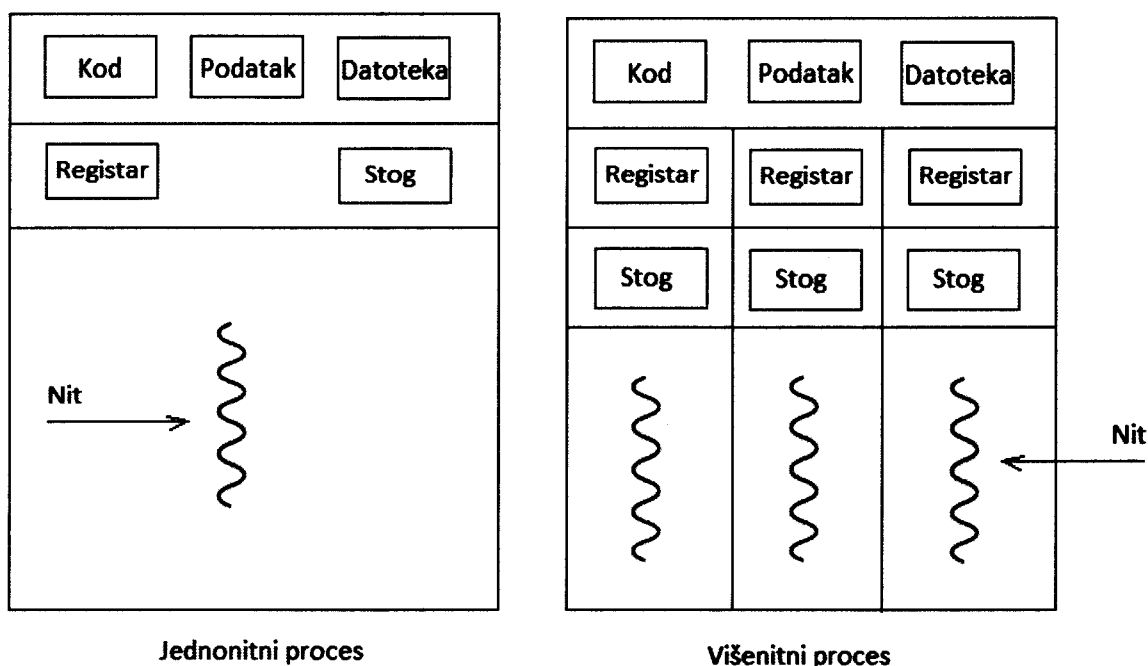 Kod Podatak Datoteka
Registar Stog
Nit
Jednonitni proces
Kod Podatak Datoteka
Registar Registar Registar
Stog Stog Stog
Nit
Višenitni proces